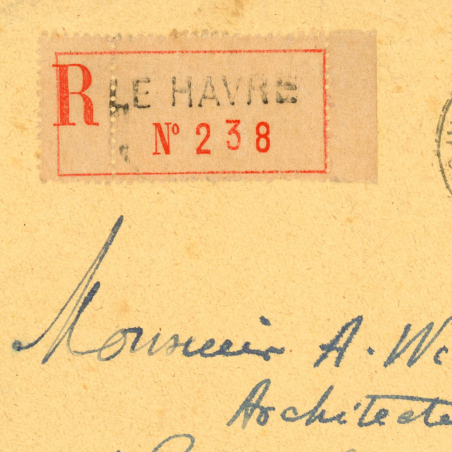 R LE HAVRE
Nº 238
Monsieur A. W
Architecte